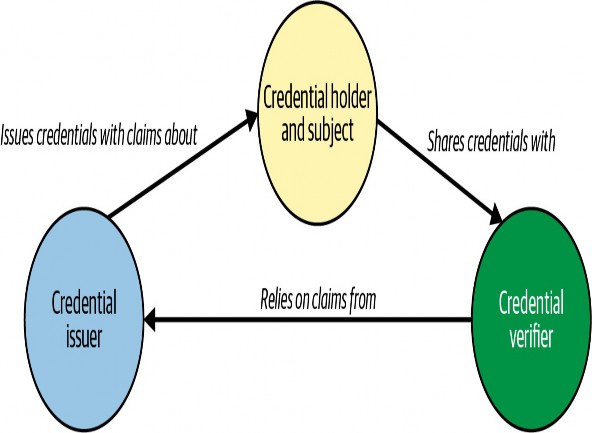 Credential holder
and subject
Issues credentials with claims about
Shares credentials with
Relies on claims from
Credential
issuer
Credential
verifier